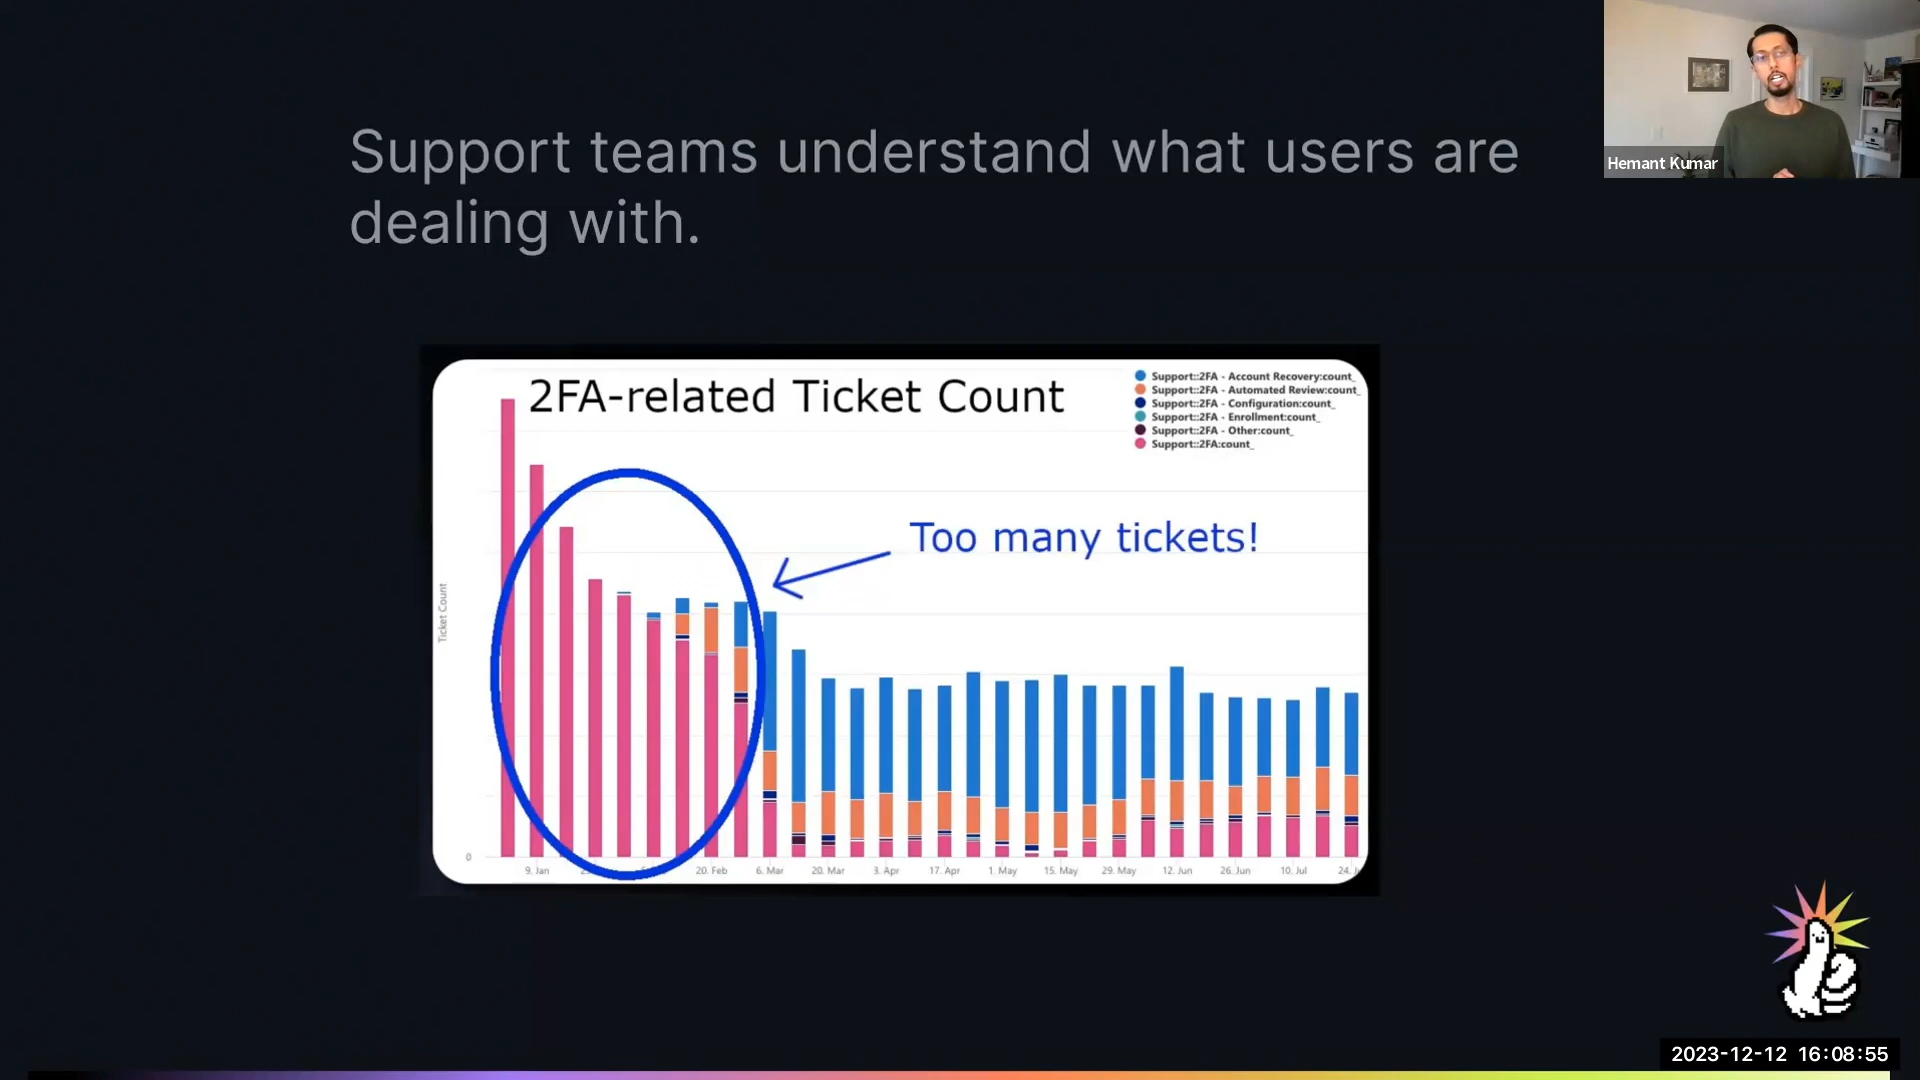 Support teams understand what users are
dealing with.
Hemant Kumar
2FA-related Ticket Count
Support::2FA - Account Recovery:count_
Support::2FA - Automated Review:count_
Support::2FA - Configuration:count_
Support::2FA - Enrollment:count_
Support::2FA - Other:count_
Support::2FA:count_
Too many tickets!
Ticket Count
0
9. Jan
20. Feb
6. Mar
20. Mar
3. Apr
17. Apr
1. May
15. May
29. May
12. Jun
26. Jun
10. Jul
24.
2023-12-12 16:08:55